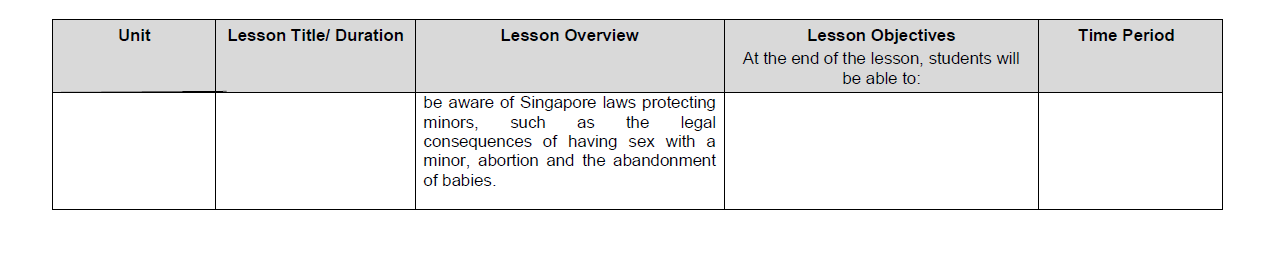 Unit
Lesson Title/ Duration
Lesson Overview
Lesson Objectives
At the end of the lesson, students will
be able to:
Time Period
be aware of Singapore laws protecting
minors, such as the legal
consequences of having sex with a
minor, abortion and the abandonment
of babies.